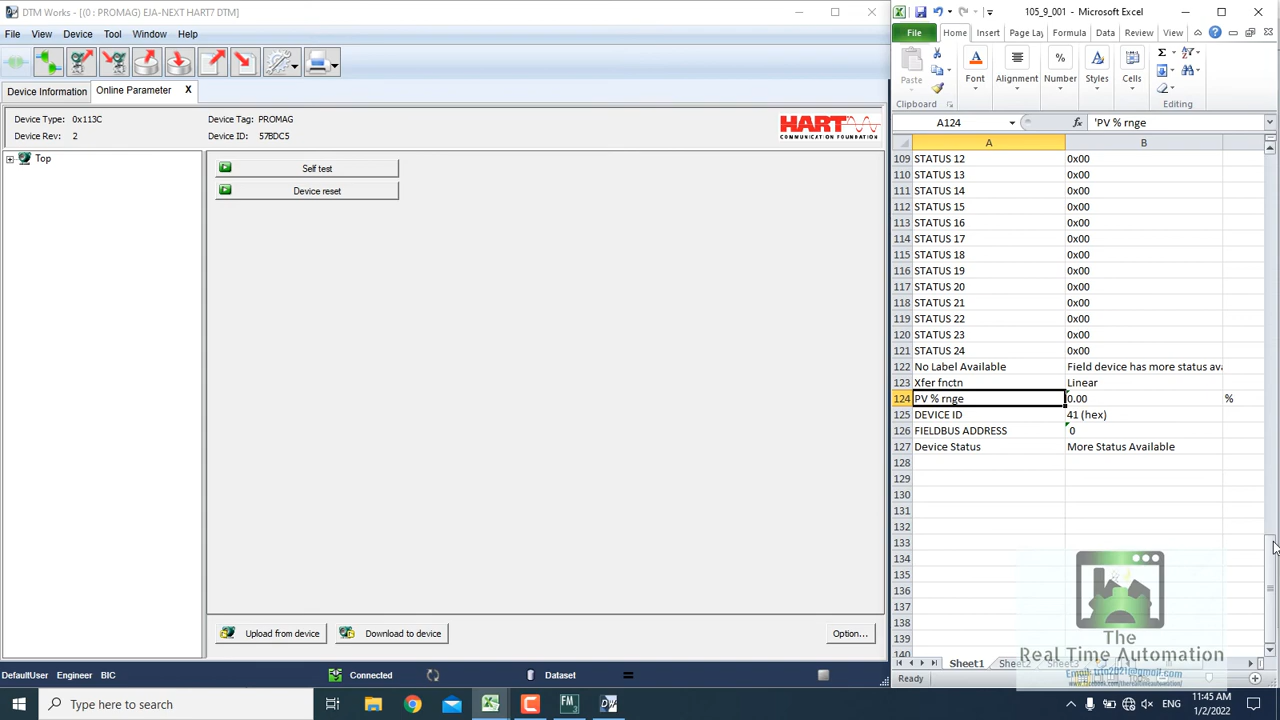 DTM Works - [(0 : PROMAG) EJA-NEXT HART7 DTM]
File View Device Tool Window Help
Device Information Online Parameter X
Device Type: 0x113C Device Tag: PROMAG
Device Rev: 2 Device ID: 57BDC5
HART
COMMUNICATION FOUNDATION
Top
Self test
Device reset
Upload from device Download to device Option...
DefaultUser Engineer BIC Connected Dataset
105_9_001 - Microsoft Excel
File Home Insert Page Lay Formula Data Review View
Paste Font Alignment Number Styles Cells
Clipboard Editing
A124 fx 'PV % rnge
A B
109 STATUS 12 0x00
110 STATUS 13 0x00
111 STATUS 14 0x00
112 STATUS 15 0x00
113 STATUS 16 0x00
114 STATUS 17 0x00
115 STATUS 18 0x00
116 STATUS 19 0x00
117 STATUS 20 0x00
118 STATUS 21 0x00
119 STATUS 22 0x00
120 STATUS 23 0x00
121 STATUS 24 0x00
122 No Label Available Field device has more status ava
123 Xfer fnctn Linear
124 PV % rnge 0.00 %
125 DEVICE ID 41 (hex)
126 FIELDBUS ADDRESS 0
127 Device Status More Status Available
128
129
130
131
132
133
134
135
136
137
138
139
140
The
Real Time Automation
Sheet1 Sheet2 Sheet3
Ready
Type here to search
ENG
11:45 AM
1/2/2022